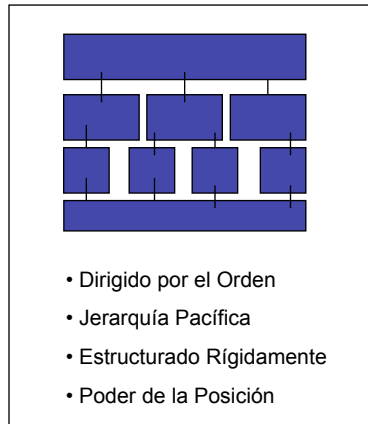 • Dirigido por el Orden
• Jerarquía Pacífica
• Estructurado Rígidamente
• Poder de la Posición